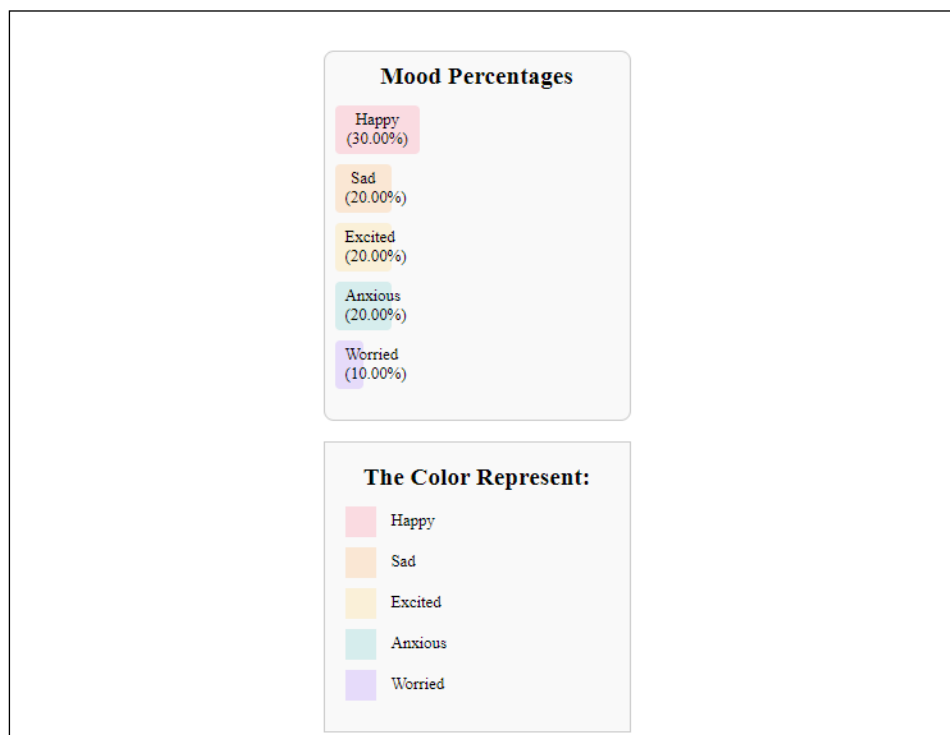 Mood Percentages
Happy
(30.00%)
Sad
(20.00%)
Excited
(20.00%)
Anxious
(20.00%)
Worried
(10.00%)
The Color Represent:
Happy
Sad
Excited
Anxious
Worried